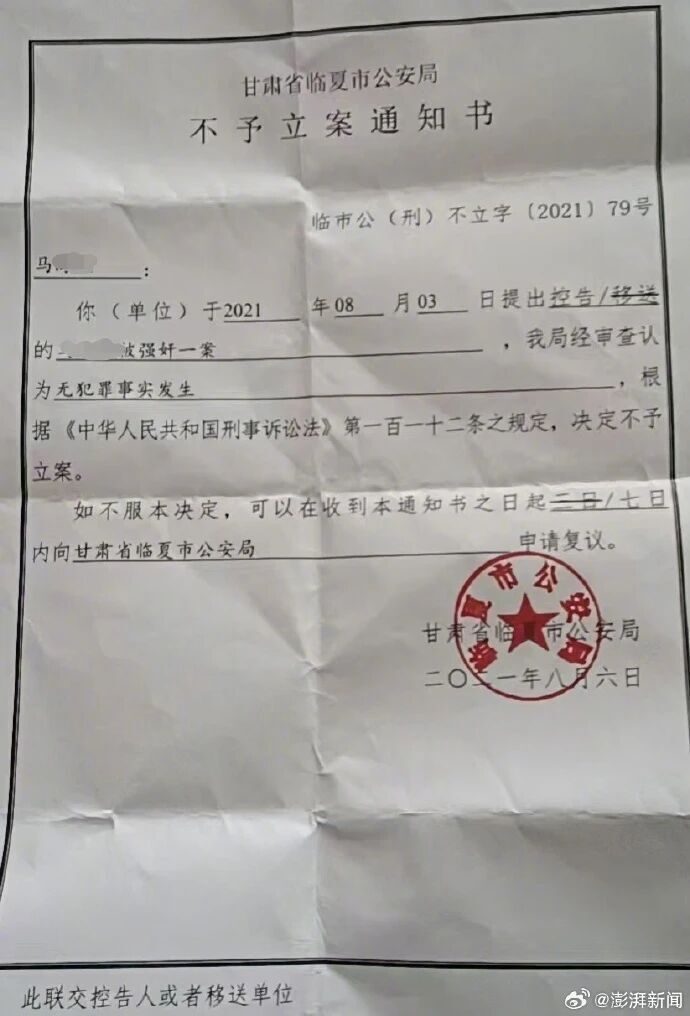 甘肃省临夏市公安局
不予立案通知书
临市公（刑）不立字〔2021〕79号
马 ：
你（单位）于2021 年08 月03 日提出控告/移送
的 被强奸一案 ，我局经审查认
为无犯罪事实发生 ，根
据《中华人民共和国刑事诉讼法》第一百一十二条之规定，决定不予
立案。
如不服本决定，可以在收到本通知书之日起三日/七日
内向甘肃省临夏市公安局 申请复议。
甘肃省临夏市公安局
二〇二一年八月六日
临夏市公安局
此联交控告人或者移送单位
@澎湃新闻